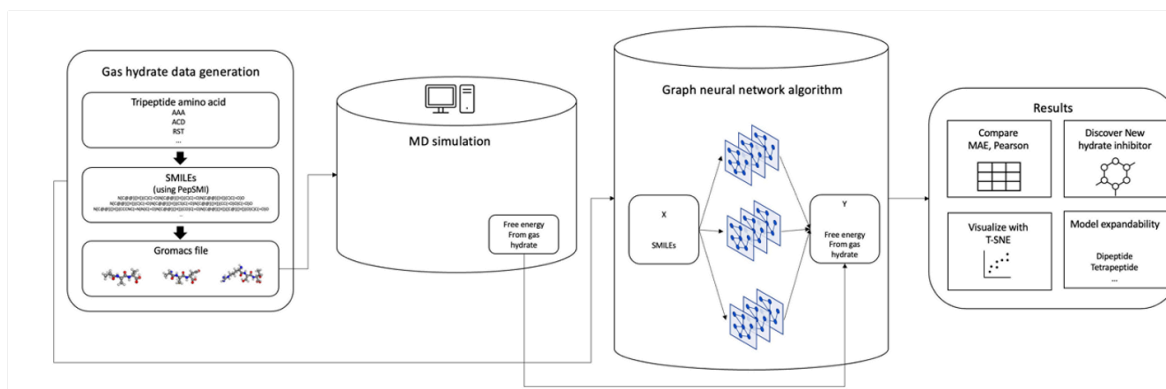 Gas hydrate data generation
Tripeptide amino acid
AAA
ACD
RST
...
SMILEs
(using PepSMI)
...
Gromacs file
MD simulation
Free energy
From gas
hydrate
Graph neural network algorithm
X
SMILEs
Y
Free energy
From gas
hydrate
Results
Compare
MAE, Pearson
Discover New
hydrate inhibitor
Visualize with
T-SNE
Model expandability
Dipeptide
Tetrapeptide
...